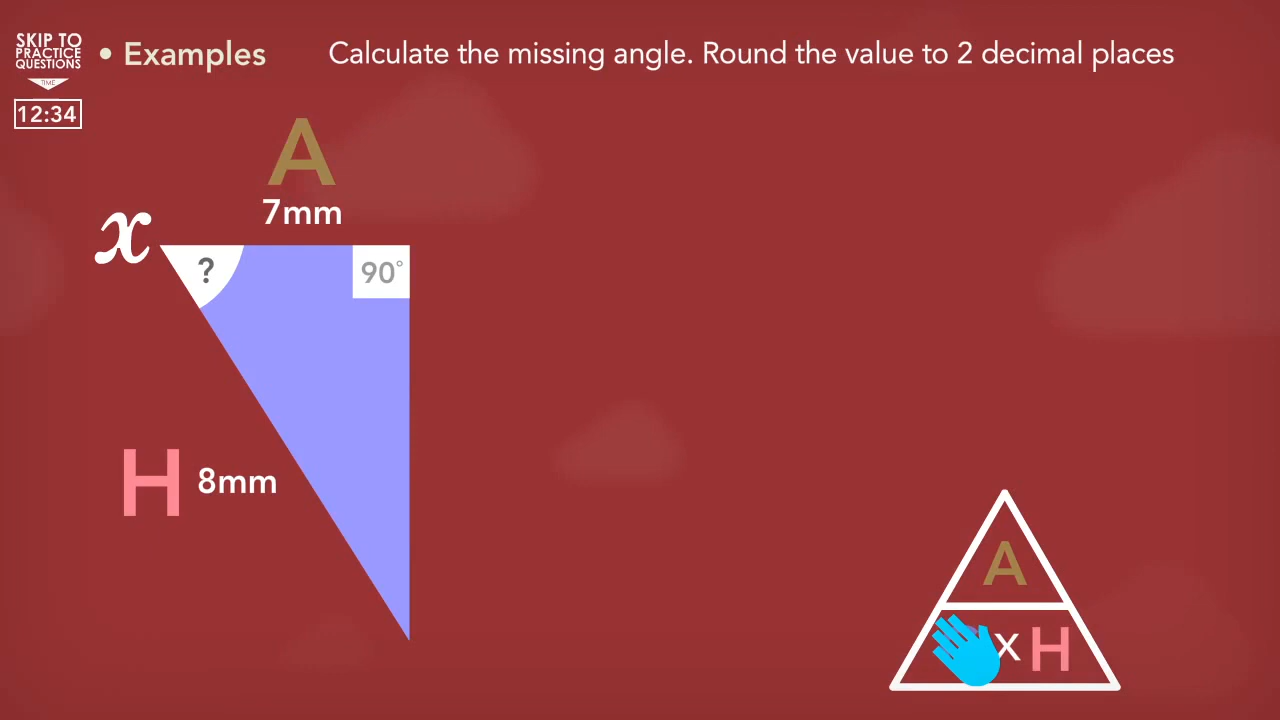 SKIP TO
PRACTICE
QUESTIONS
TIME
12:34
• Examples
Calculate the missing angle. Round the value to 2 decimal places
A
7mm
x
?
90°
H 8mm
A
x H